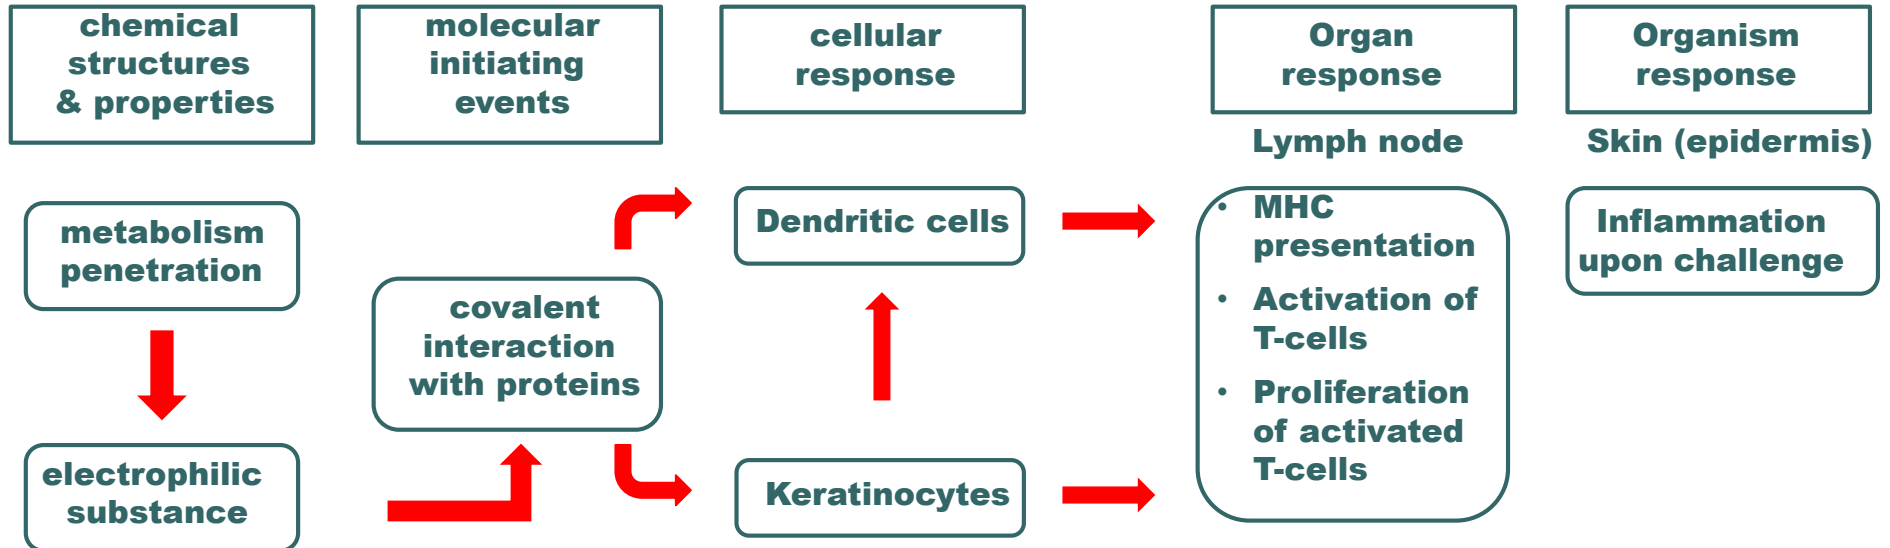 chemical
structures
& properties
molecular
initiating
events
cellular
response
Organ
response
Organism
response
Lymph node
Skin (epidermis)
metabolism
penetration
electrophilic
substance
covalent
interaction
with proteins
Dendritic cells
Keratinocytes
• MHC
presentation
• Activation of
T-cells
• Proliferation
of activated
T-cells
Inflammation
upon challenge